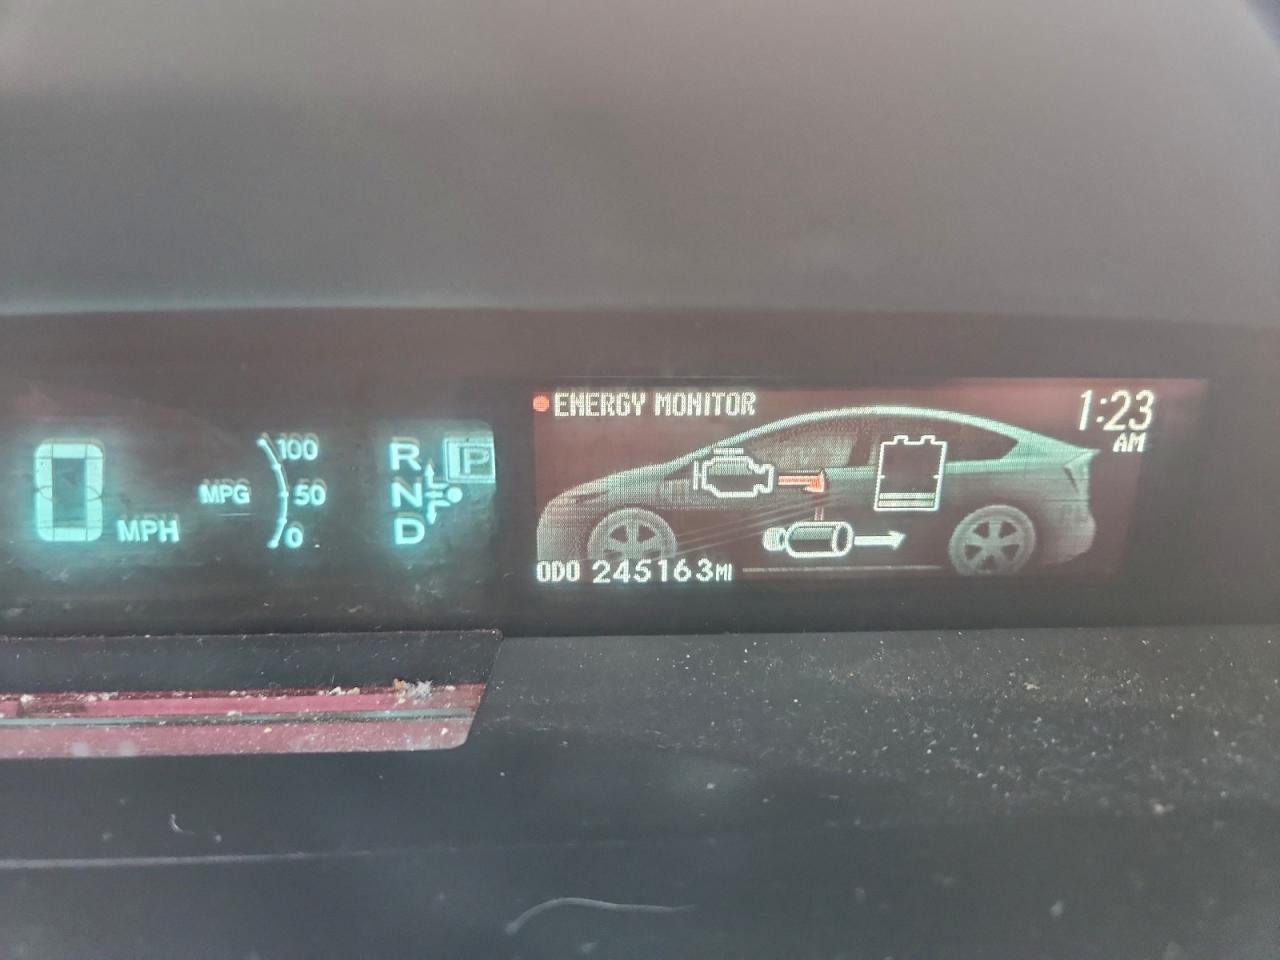 ENERGY MONITOR
1:23
AM
0 MPH
MPG
100
50
0
R
N
D
P
ODO 245163MI